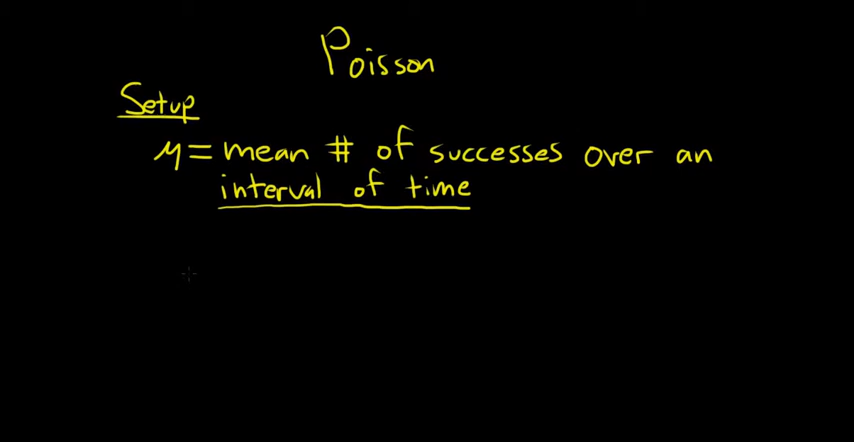 Poisson
Setup
μ = mean # of successes over an
interval of time